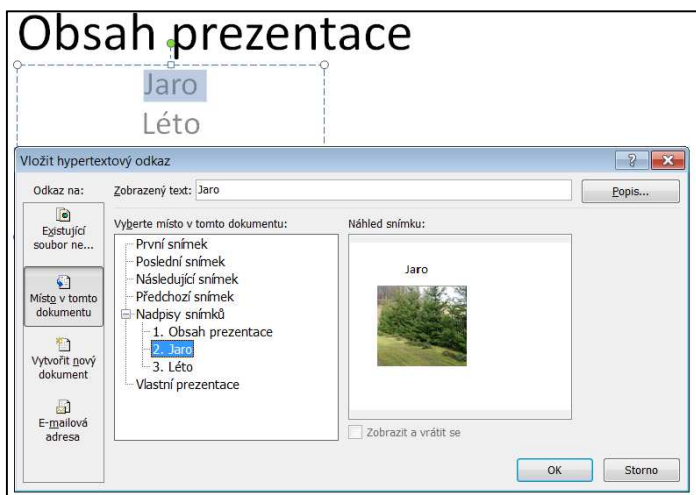 Obsah prezentace
Jaro
Léto
Vložit hypertextový odkaz
Odkaz na:
Zobrazený text: Jaro
Popis...
Existující
soubor ne...
Místo v tomto
dokumentu
Vytvořit nový
dokument
E-mailová
adresa
Vyberte místo v tomto dokumentu:
První snímek
Poslední snímek
Následující snímek
Předchozí snímek
Nadpisy snímků
1. Obsah prezentace
2. Jaro
3. Léto
Vlastní prezentace
Náhled snímku:
Jaro
Zobrazit a vrátit se
OK
Storno